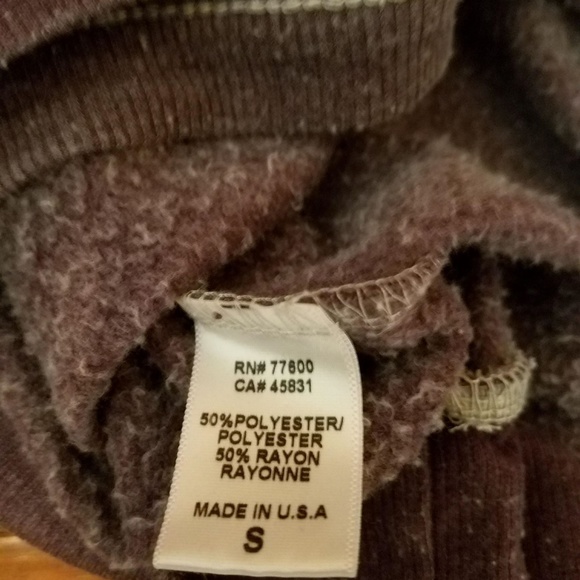 RN# 77600
CA# 45831
50%POLYESTER/
POLYESTER
50% RAYON
RAYONNE
MADE IN U.S.A
S